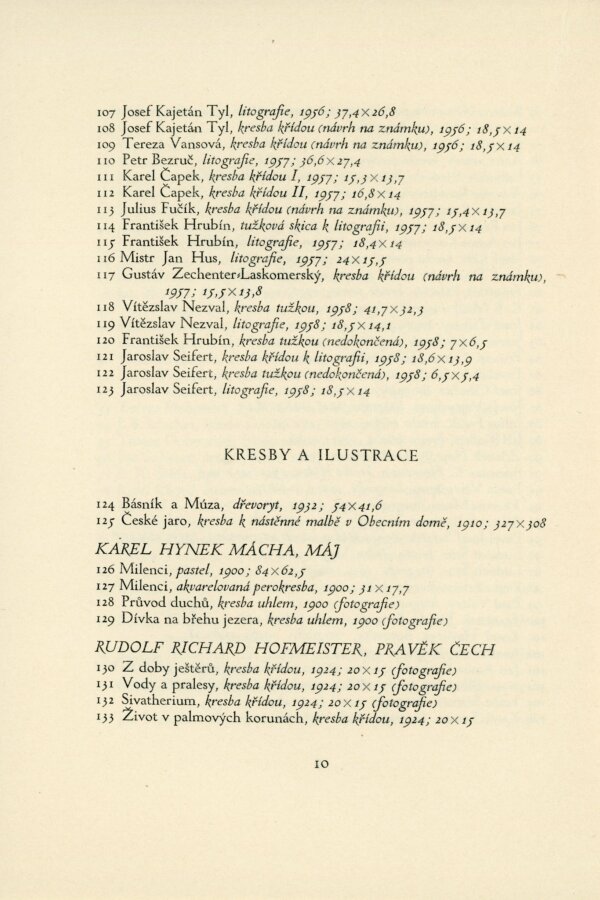 107 Josef Kajetán Tyl, litografie, 1956; 37,4×26,8
108 Josef Kajetán Tyl, kresba křídou (návrh na známku), 1956; 18,5×14
109 Tereza Vansová, kresba křídou (návrh na známku), 1956; 18,5×14
110 Petr Bezruč, litografie, 1957; 36,6×27,4
111 Karel Čapek, kresba křídou I, 1957; 15,3×13,7
112 Karel Čapek, kresba křídou II, 1957; 16,8×14
113 Julius Fučík, kresba křídou (návrh na známku), 1957; 15,4×13,7
114 František Hrubín, tužková skica k litografii, 1957; 18,5×14
115 František Hrubín, litografie, 1957; 18,4×14
116 Mistr Jan Hus, litografie, 1957; 24×15,5
117 Gustáv Zechenter-Laskomerský, kresba křídou (návrh na známku),
1957; 15,5×13,8
118 Vítězslav Nezval, kresba tužkou, 1958; 41,7×32,3
119 Vítězslav Nezval, litografie, 1958; 18,5×14,1
120 František Hrubín, kresba tužkou (nedokončená), 1958; 7×6,5
121 Jaroslav Seifert, kresba křídou k litografii, 1958; 18,6×13,9
122 Jaroslav Seifert, kresba tužkou (nedokončená), 1958; 6,5×5,4
123 Jaroslav Seifert, litografie, 1958; 18,5×14
KRESBY A ILUSTRACE
124 Básník a Múza, dřevoryt, 1932; 54×41,6
125 České jaro, kresba k nástěnné malbě v Obecním domě, 1910; 327×308
KAREL HYNEK MÁCHA, MÁJ
126 Milenci, pastel, 1900; 84×62,5
127 Milenci, akvarelovaná perokresba, 1900; 31×17,7
128 Průvod duchů, kresba uhlem, 1900 (fotografie)
129 Dívka na břehu jezera, kresba uhlem, 1900 (fotografie)
RUDOLF RICHARD HOFMEISTER, PRAVĚK ČECH
130 Z doby ještěrů, kresba křídou, 1924; 20×15 (fotografie)
131 Vody a pralesy, kresba křídou, 1924; 20×15 (fotografie)
132 Sivatherium, kresba křídou, 1924; 20×15 (fotografie)
133 Život v palmových korunách, kresba křídou, 1924; 20×15
10